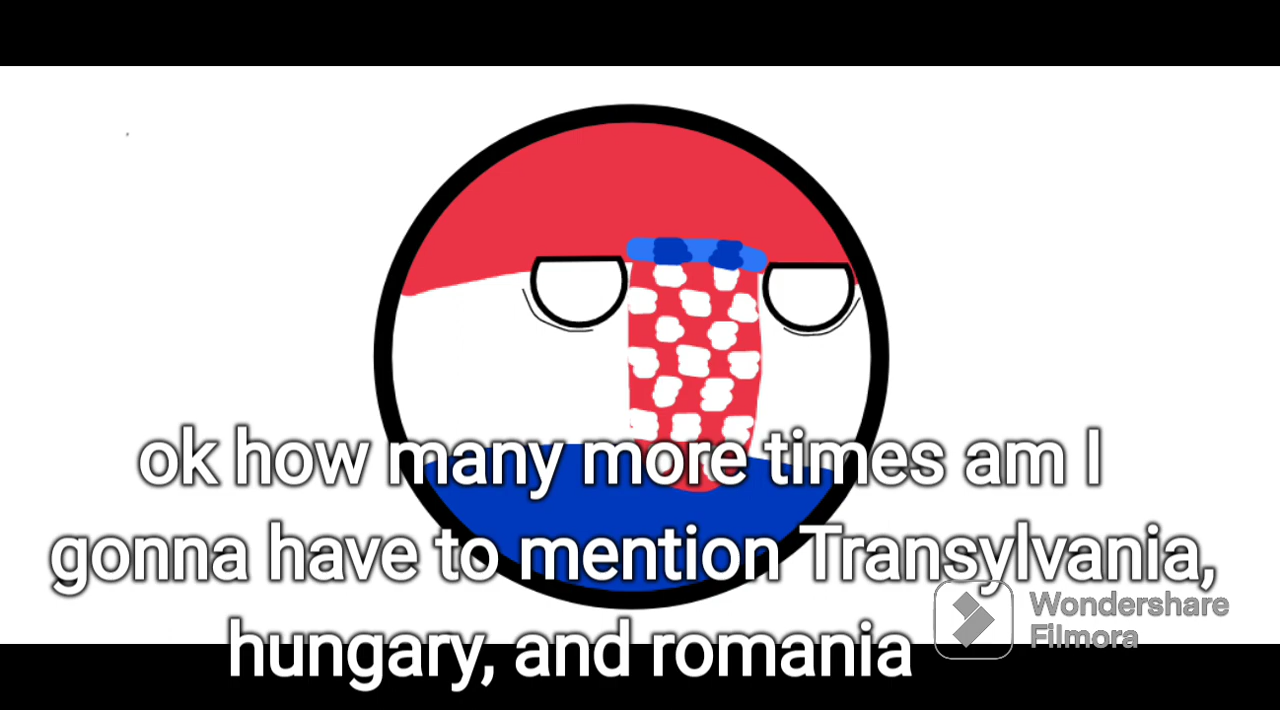 ok how many more times am I
gonna have to mention Transylvania,
hungary, and romania
Wondershare
Filmora